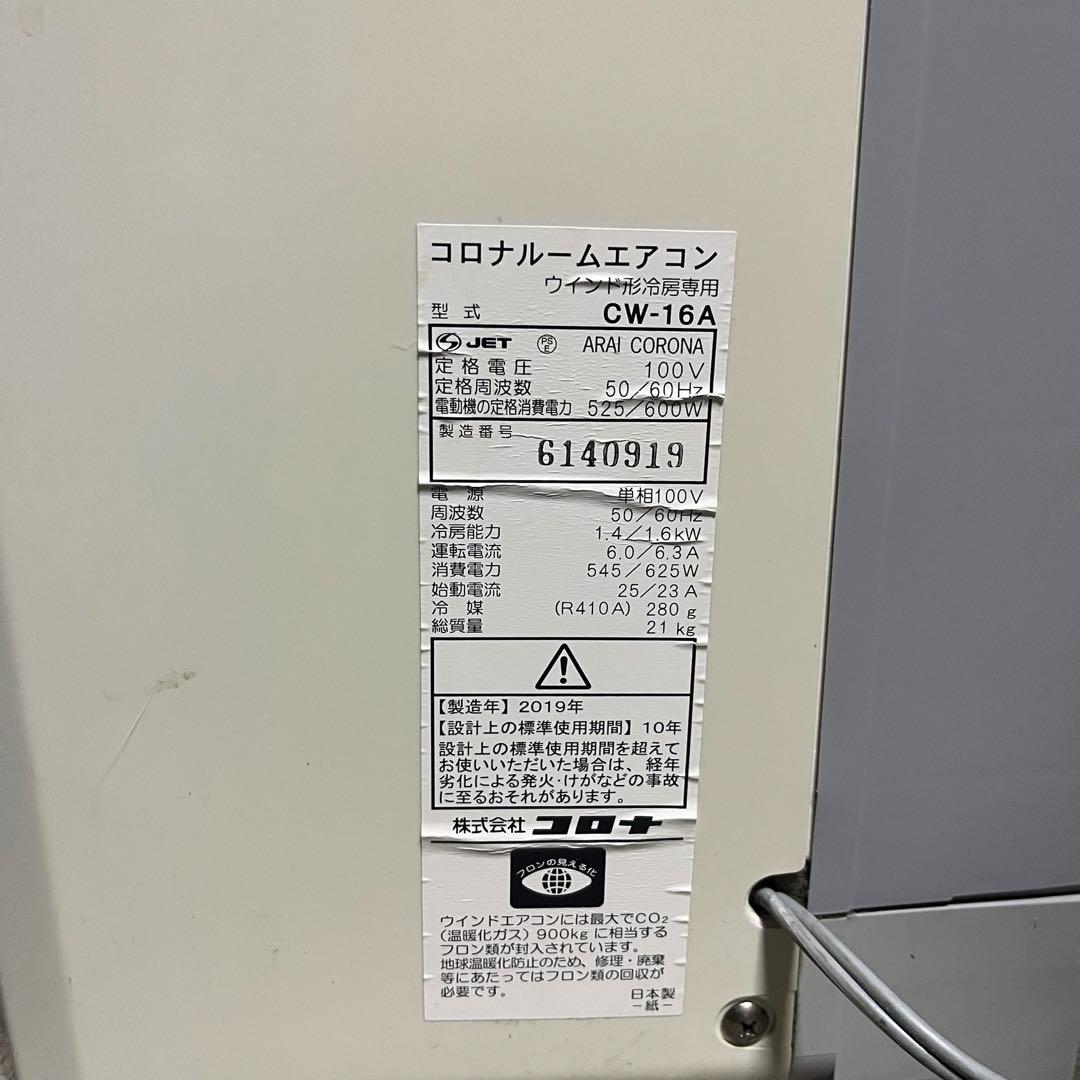 コロナルームエアコン
ウインド形冷房専用
型式 CW-16A
JET PSE ARAI CORONA
定格電圧 100V
定格周波数 50/60Hz
電動機の定格消費電力 525/600W
製造番号 6140919
電源 単相100V
周波数 50/60Hz
冷房能力 1.4/1.6kW
運転電流 6.0/6.3A
消費電力 545/625W
始動電流 25/23A
冷媒 (R410A) 280g
総質量 21kg
【製造年】2019年
【設計上の標準使用期間】10年
設計上の標準使用期間を超えて
お使いいただいた場合は、経年
劣化による発火・けがなどの事故
に至るおそれがあります。
株式会社 コロナ
フロンの見える化
ウインドエアコンには最大でCO₂
(温暖化ガス) 900kgに相当する
フロン類が封入されています。
地球温暖化防止のため、修理・廃棄
等にあたってはフロン類の回収が
必要です。
日本製
-紙-